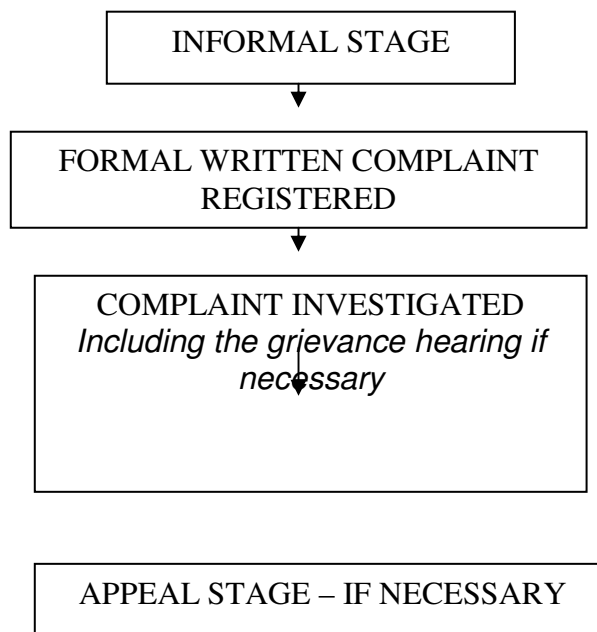 INFORMAL STAGE
FORMAL WRITTEN COMPLAINT
REGISTERED
COMPLAINT INVESTIGATED
Including the grievance hearing if
necessary
APPEAL STAGE – IF NECESSARY